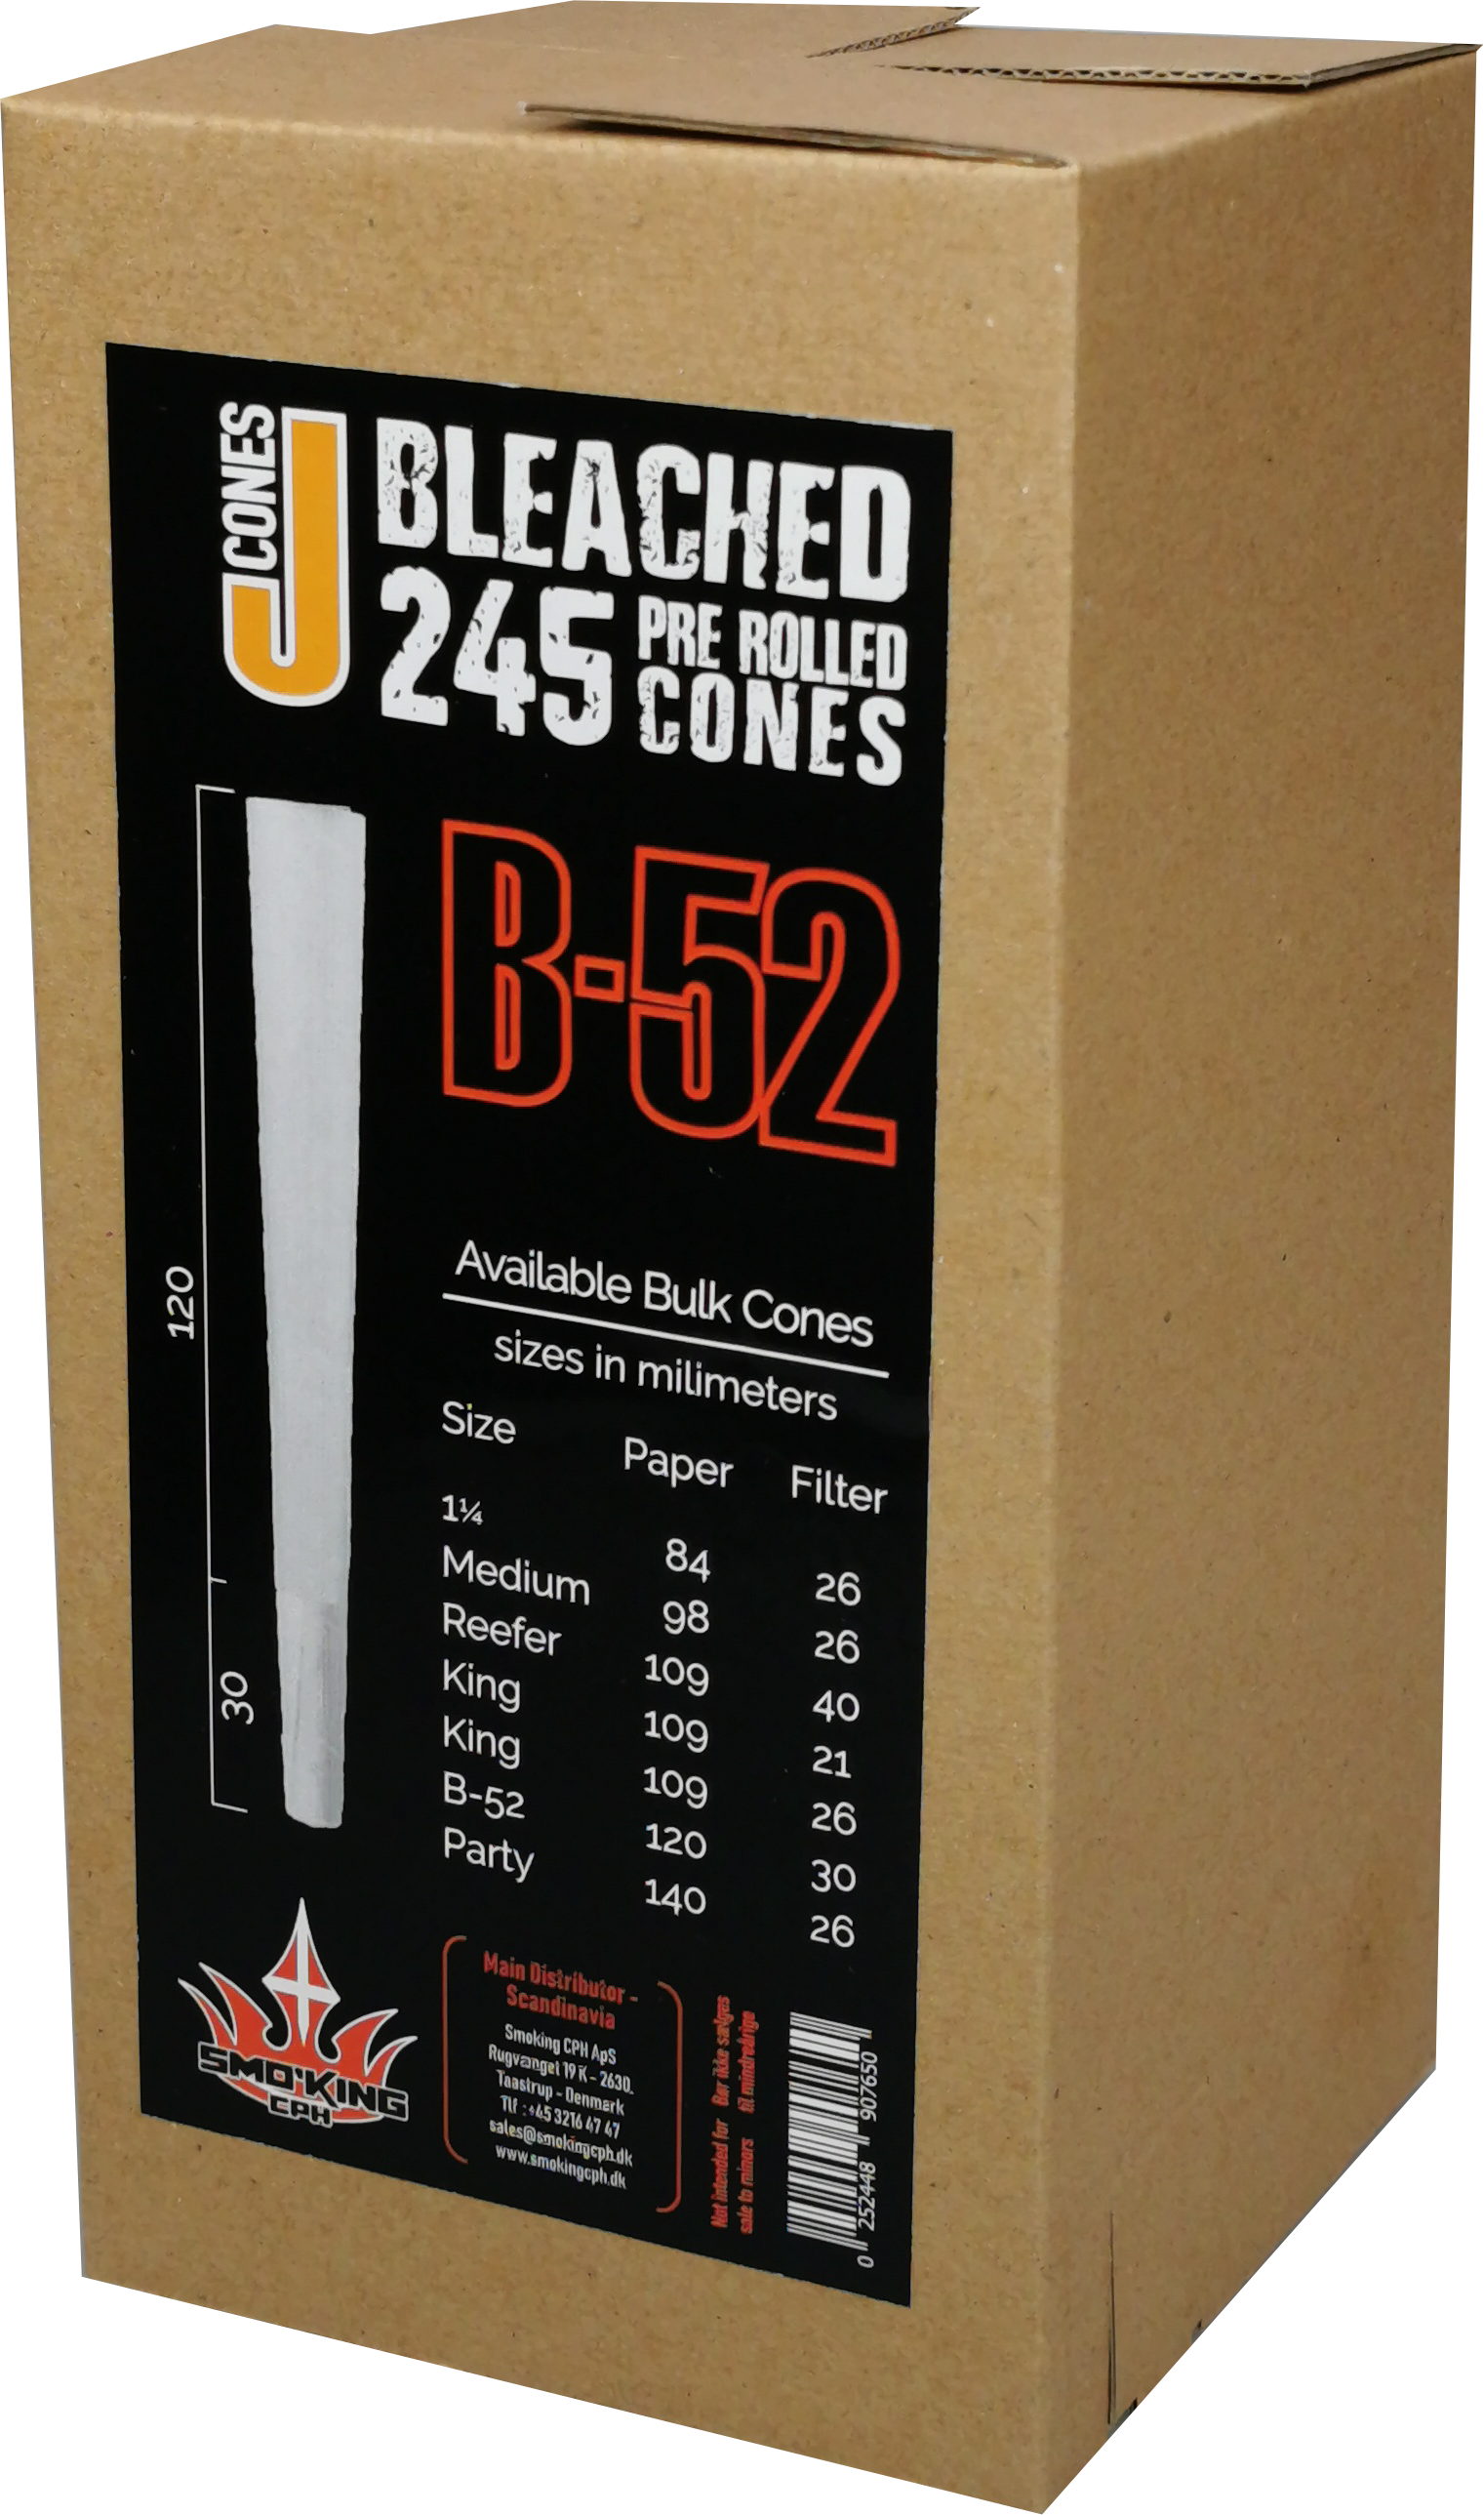 J CONES
BLEACHED
245 PRE ROLLED
CONES
B-52
120
30
Available Bulk Cones
sizes in milimeters
Size Paper Filter
1¼ 84 26
Medium 98 26
Reefer 109 40
King 109 21
King 109 26
B-52 120 30
Party 140 26
SMO'KING
CPH
Main Distributor -
Scandinavia
Smoking CPH ApS
Rugvænget 19 K - 2630
Taastrup - Denmark
Tlf : +45 3216 47 47
sales@smokingcph.dk
www.smokingcph.dk
Not intended for
sale to minors
Bør ikke sælges
til mindreårige
0 252448 907650